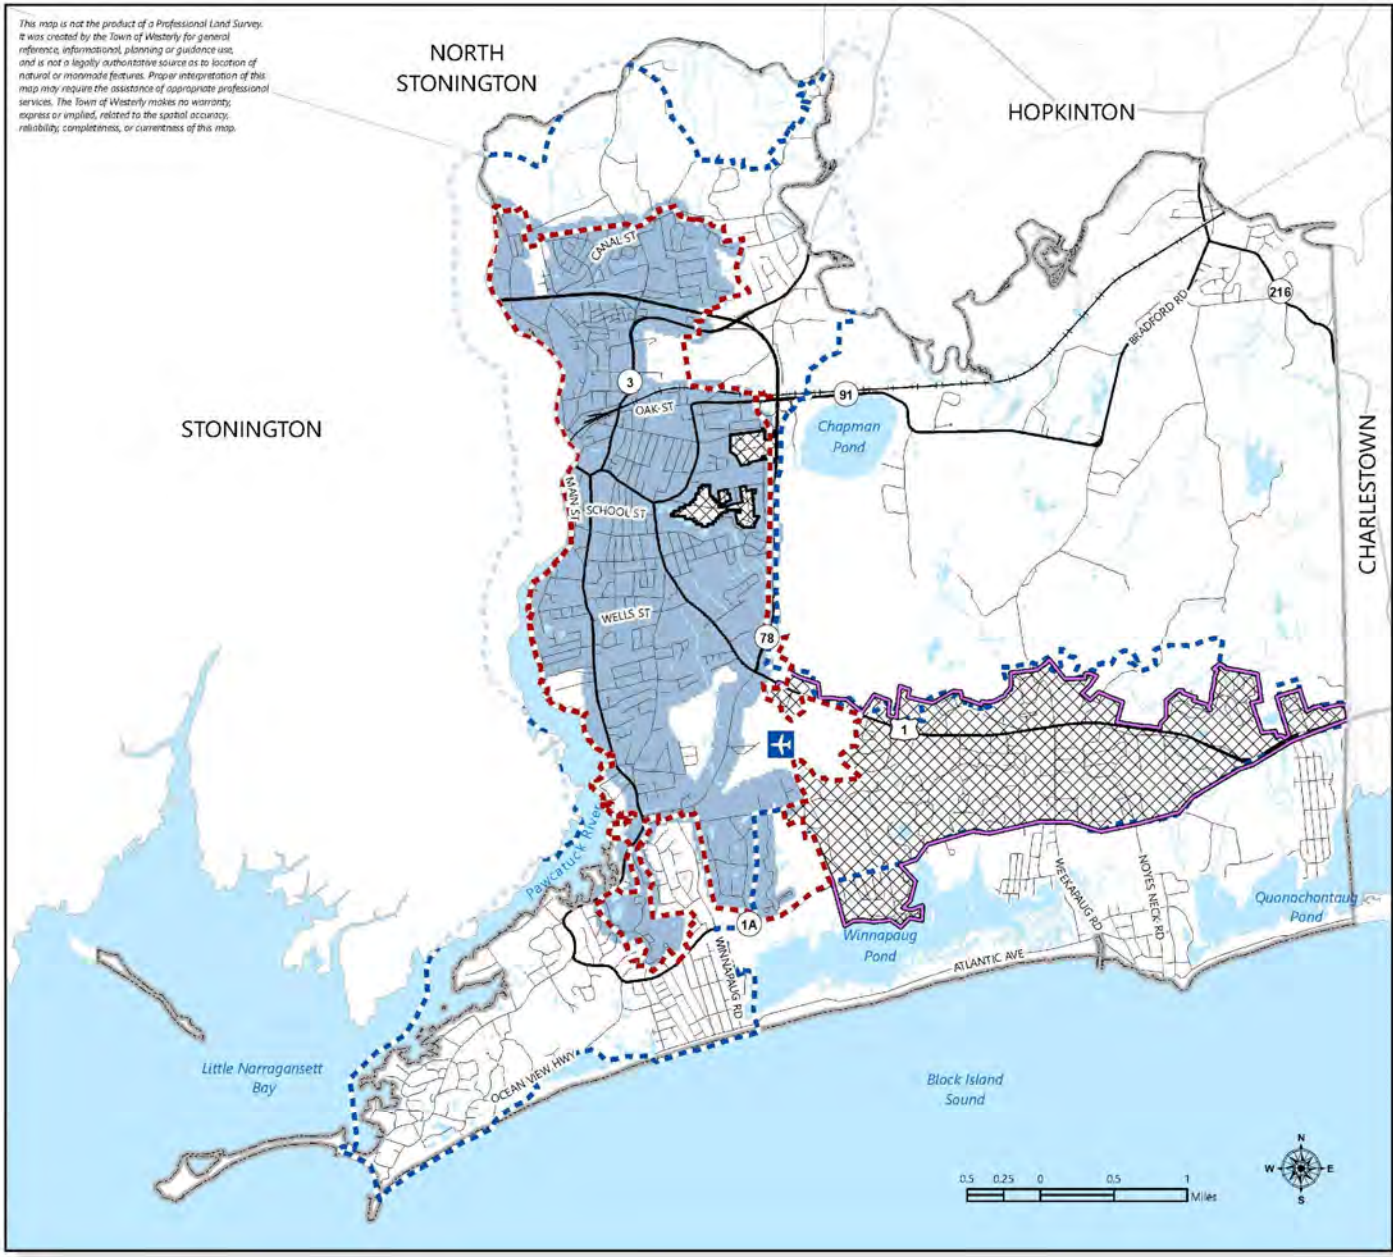 This map is not the product of a Professional Land Survey.
It was created by the Town of Westerly for general
reference, informational, planning or guidance use,
and is not a legally authoritative source as to location of
natural or manmade features. Proper interpretation of this
map may require the assistance of appropriate professional
services. The Town of Westerly makes no warranty,
express or implied, related to the spatial accuracy,
reliability, completeness, or currentness of this map.
NORTH
STONINGTON
HOPKINTON
CANAL ST
216
BRADFORD RD
3
91
OAK ST
STONINGTON
Chapman
Pond
CHARLESTOWN
MAIN ST
SCHOOL ST
WELLS ST
78
1
Pawcatuck River
WEEKAPAUG RD
NOYES NECK RD
Quonochontaug
Pond
1A
Winnapaug
Pond
WINNAPAUG RD
ATLANTIC AVE
Little Narragansett
Bay
OCEAN VIEW HWY
Block Island
Sound
N
W
E
S
0.5 0.25 0 0.5 1
Miles